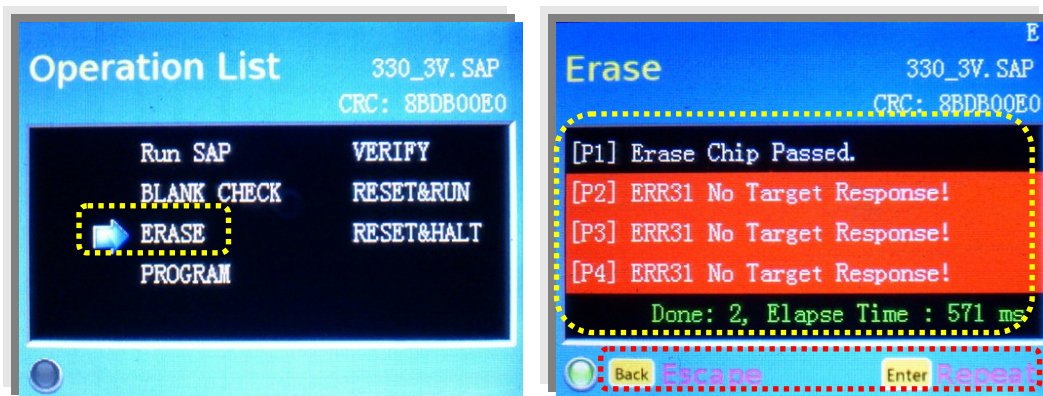 Operation List
330_3V.SAP
CRC: 8BDB00E0
Run SAP VERIFY
BLANK CHECK RESET&RUN
ERASE RESET&HALT
PROGRAM
E
Erase
330_3V.SAP
CRC: 8BDB00E0
[P1] Erase Chip Passed.
[P2] ERR31 No Target Response!
[P3] ERR31 No Target Response!
[P4] ERR31 No Target Response!
Done: 2, Elapse Time : 571 ms
Back Escape Enter Repeat